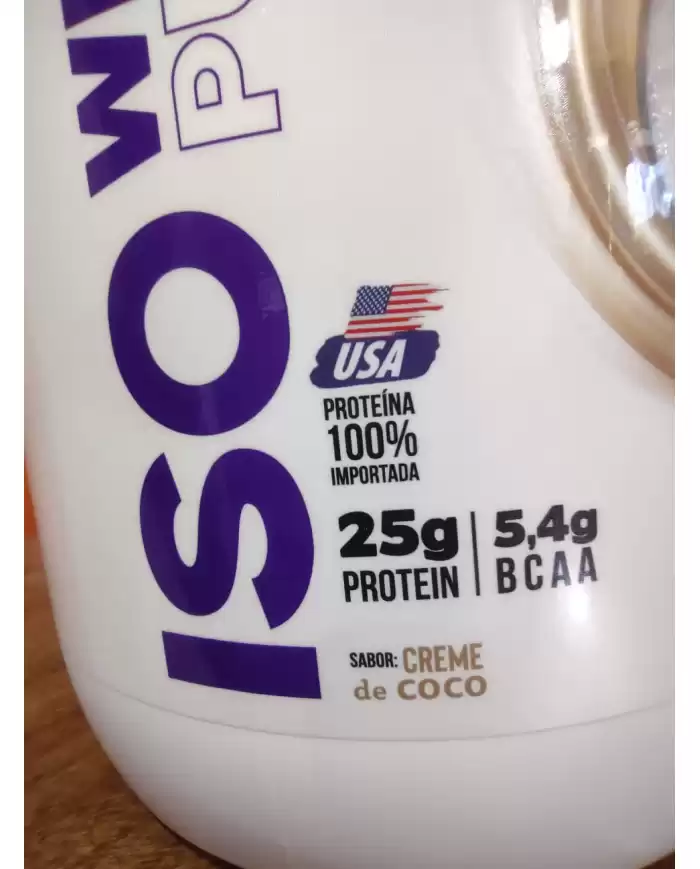 ISO
USA
PROTEÍNA
100%
IMPORTADA
25g
PROTEIN
5,4g
BCAA
SABOR: CREME
de COCO